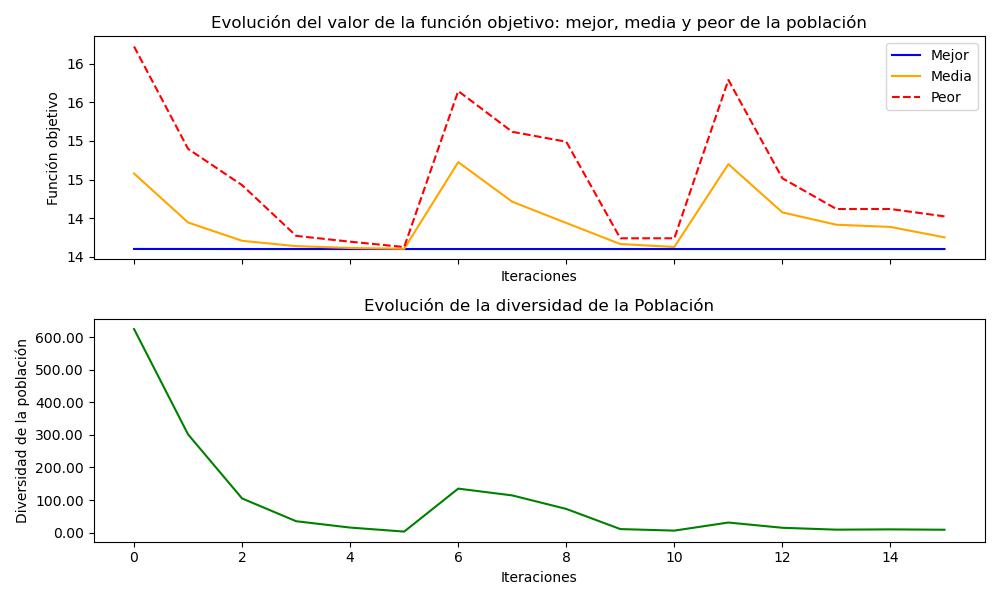 Evolución del valor de la función objetivo: mejor, media y peor de la población
Función objetivo
16
16
15
15
14
14
Mejor
Media
Peor
Iteraciones
Evolución de la diversidad de la Población
Diversidad de la población
600.00
500.00
400.00
300.00
200.00
100.00
0.00
0 2 4 6 8 10 12 14
Iteraciones